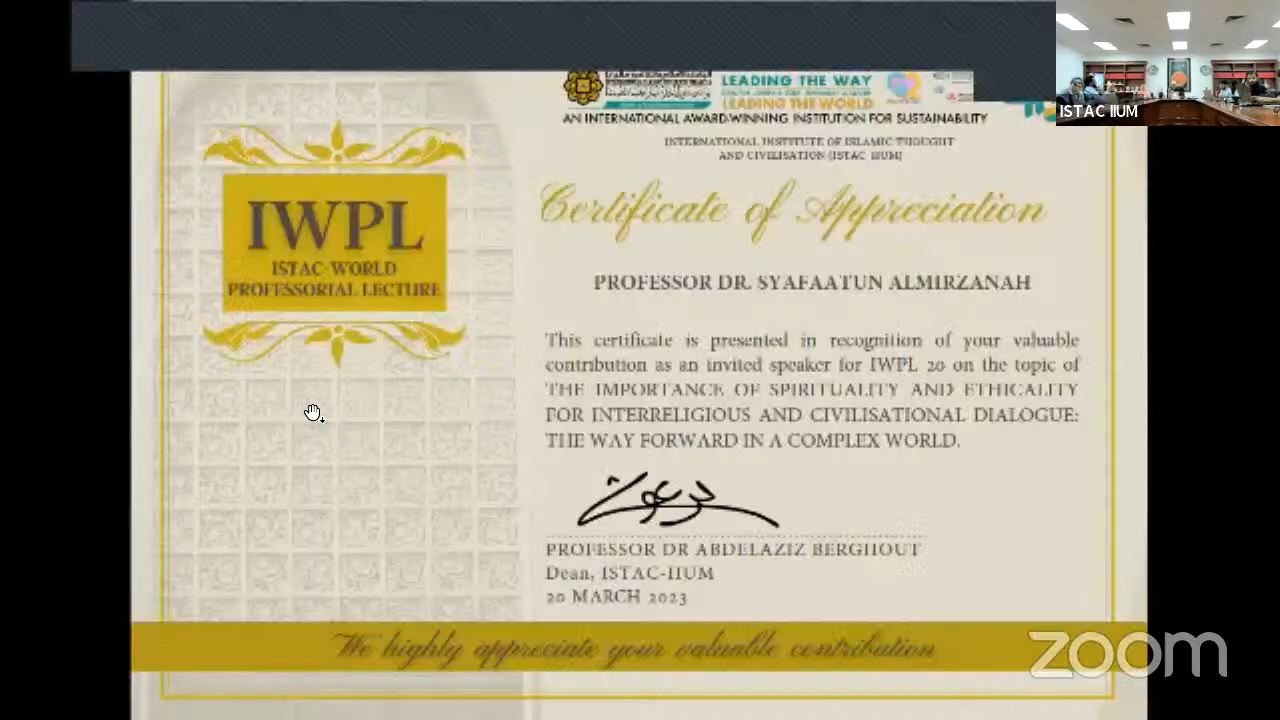 LEADING THE WAY
LEADING THE WORLD
AN INTERNATIONAL AWARD-WINNING INSTITUTION FOR SUSTAINABILITY
INTERNATIONAL INSTITUTE OF ISLAMIC THOUGHT
AND CIVILISATION (ISTAC IIUM)
ISTAC IIUM
IWPL
ISTAC-WORLD
PROFESSORIAL LECTURE
Certificate of Appreciation
PROFESSOR DR. SYAFAATUN ALMIRZANAH
This certificate is presented in recognition of your valuable
contribution as an invited speaker for IWPL 20 on the topic of
THE IMPORTANCE OF SPIRITUALITY AND ETHICALITY
FOR INTERRELIGIOUS AND CIVILISATIONAL DIALOGUE:
THE WAY FORWARD IN A COMPLEX WORLD.
PROFESSOR DR ABDELAZIZ BERGHOUT
Dean, ISTAC-IIUM
20 MARCH 2023
We highly appreciate your valuable contribution
zoom